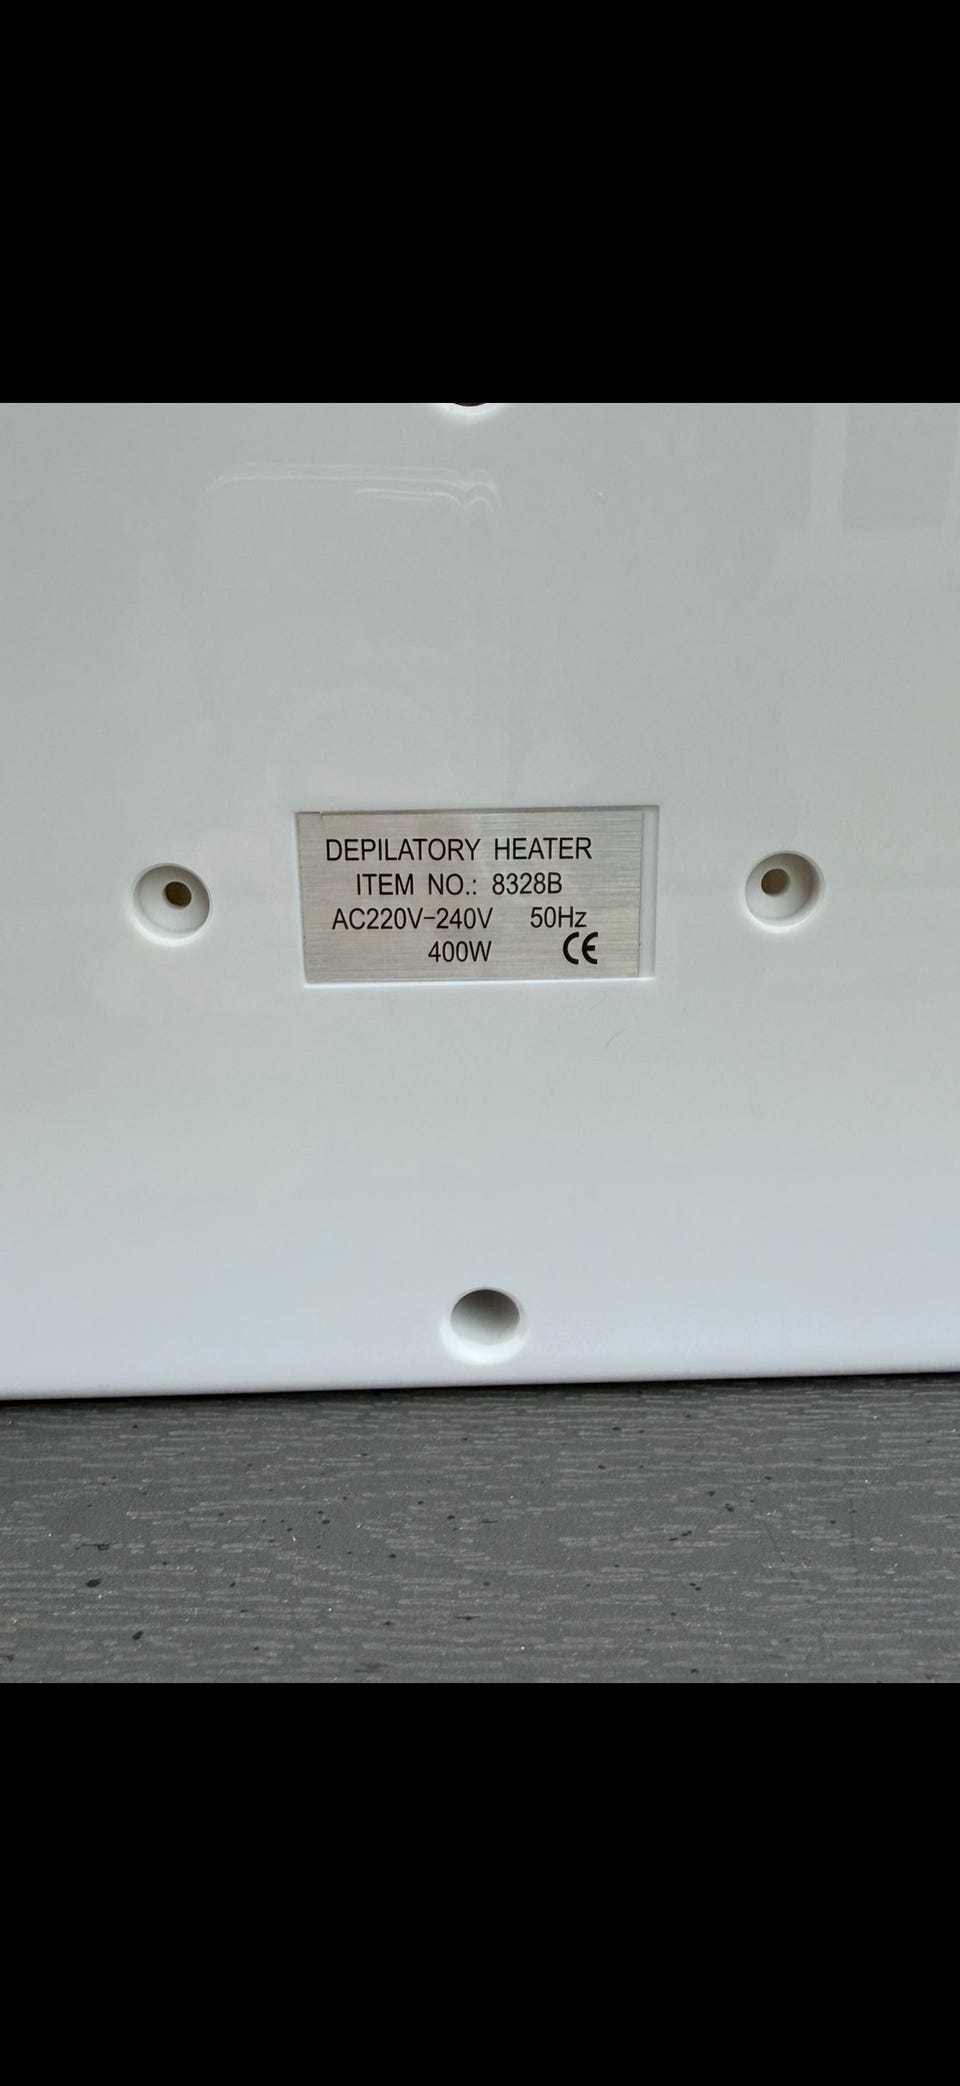 DEPILATORY HEATER
ITEM NO.: 8328B
AC220V-240V 50Hz
400W CE